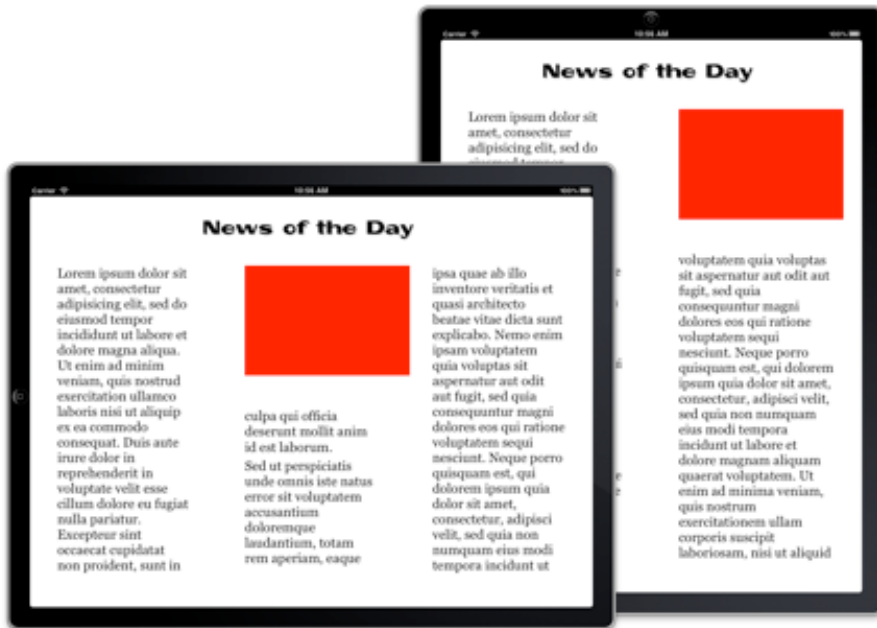 Carrier
10:56 AM
100%
News of the Day
Lorem ipsum dolor sit
amet, consectetur
adipisicing elit, sed do
eiusmod tempor
voluptatem quia voluptas
sit aspernatur aut odit aut
fugit, sed quia
consequuntur magni
dolores eos qui ratione
voluptatem sequi
nesciunt. Neque porro
quisquam est, qui dolorem
ipsum quia dolor sit amet,
consectetur, adipisci velit,
sed quia non numquam
eius modi tempora
incidunt ut labore et
dolore magnam aliquam
quaerat voluptatem. Ut
enim ad minima veniam,
quis nostrum
exercitationem ullam
corporis suscipit
laboriosam, nisi ut aliquid
Carrier
10:56 AM
100%
News of the Day
Lorem ipsum dolor sit
amet, consectetur
adipisicing elit, sed do
eiusmod tempor
incididunt ut labore et
dolore magna aliqua.
Ut enim ad minim
veniam, quis nostrud
exercitation ullamco
laboris nisi ut aliquip
ex ea commodo
consequat. Duis aute
irure dolor in
reprehenderit in
voluptate velit esse
cillum dolore eu fugiat
nulla pariatur.
Excepteur sint
occaecat cupidatat
non proident, sunt in
culpa qui officia
deserunt mollit anim
id est laborum.
Sed ut perspiciatis
unde omnis iste natus
error sit voluptatem
accusantium
doloremque
laudantium, totam
rem aperiam, eaque
ipsa quae ab illo
inventore veritatis et
quasi architecto
beatae vitae dicta sunt
explicabo. Nemo enim
ipsam voluptatem
quia voluptas sit
aspernatur aut odit
aut fugit, sed quia
consequuntur magni
dolores eos qui ratione
voluptatem sequi
nesciunt. Neque porro
quisquam est, qui
dolorem ipsum quia
dolor sit amet,
consectetur, adipisci
velit, sed quia non
numquam eius modi
tempora incidunt ut